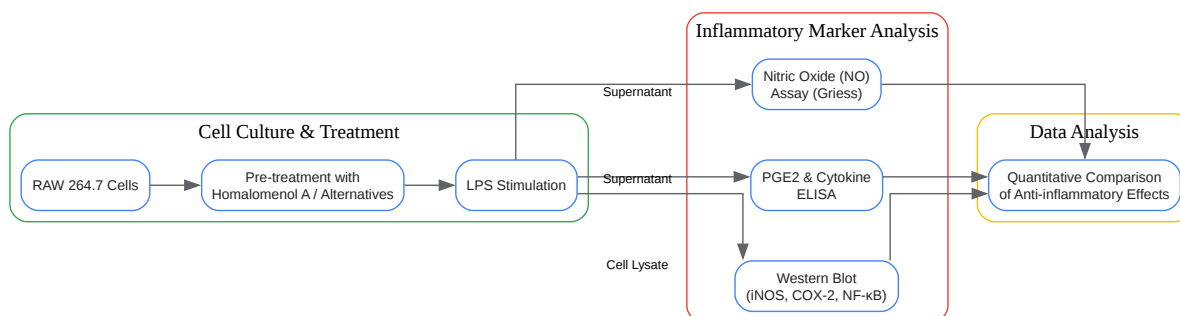 Inflammatory Marker Analysis
Nitric Oxide (NO)
Assay (Griess)
Supernatant
Cell Culture & Treatment
Data Analysis
RAW 264.7 Cells
Pre-treatment with
Homalomenol A / Alternatives
LPS Stimulation
Supernatant
PGE2 & Cytokine
ELISA
Quantitative Comparison
of Anti-inflammatory Effects
Cell Lysate
Western Blot
(iNOS, COX-2, NF-κB)